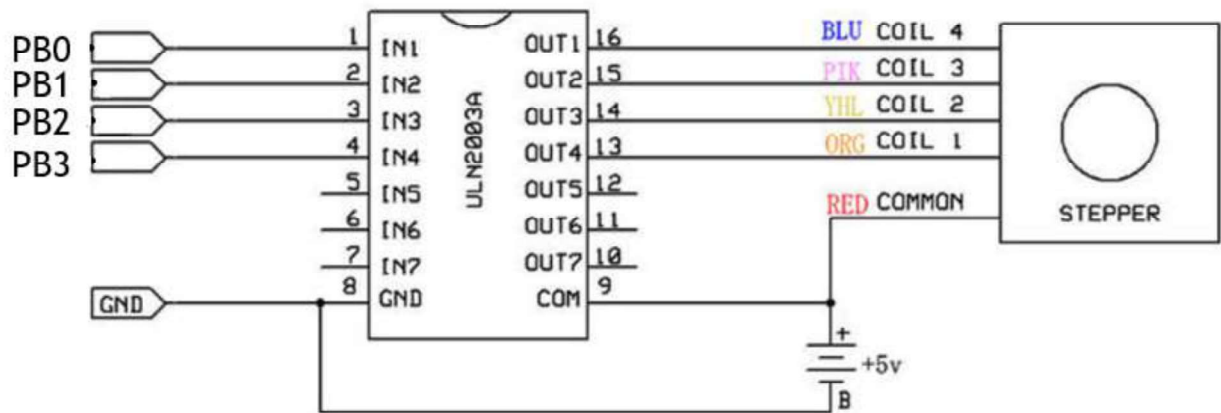 PB0
PB1
PB2
PB3
GND
1 IN1 OUT1 16
2 IN2 OUT2 15
3 IN3 OUT3 14
4 IN4 OUT4 13
5 IN5 OUT5 12
6 IN6 OUT6 11
7 IN7 OUT7 10
8 GND COM 9
ULN2003A
BLU COIL 4
PIK COIL 3
YHL COIL 2
ORG COIL 1
RED COMMON
STEPPER
+
+5v
B